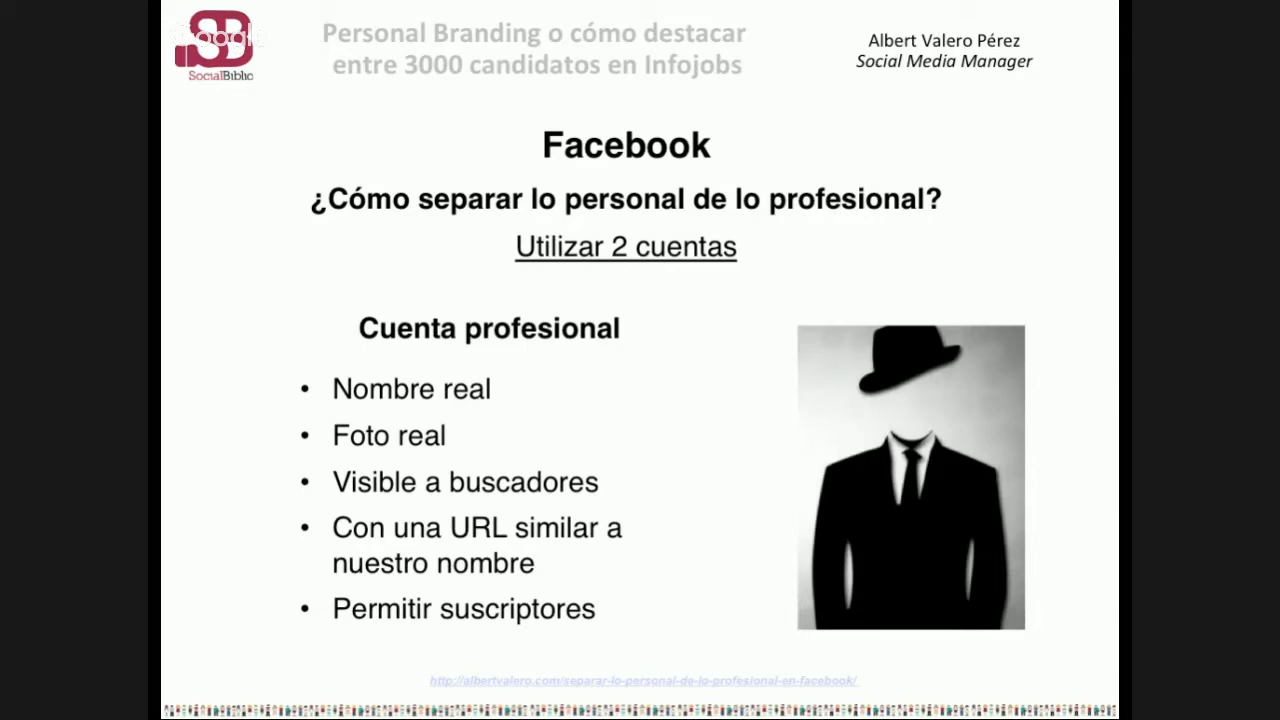 Google
SocialBiblic
Personal Branding o cómo destacar
entre 3000 candidatos en Infojobs
Albert Valero Pérez
Social Media Manager
Facebook
¿Cómo separar lo personal de lo profesional?
Utilizar 2 cuentas
Cuenta profesional
• Nombre real
• Foto real
• Visible a buscadores
• Con una URL similar a
nuestro nombre
• Permitir suscriptores
http://albertvalero.com/separar-lo-personal-de-lo-profesional-en-facebook/